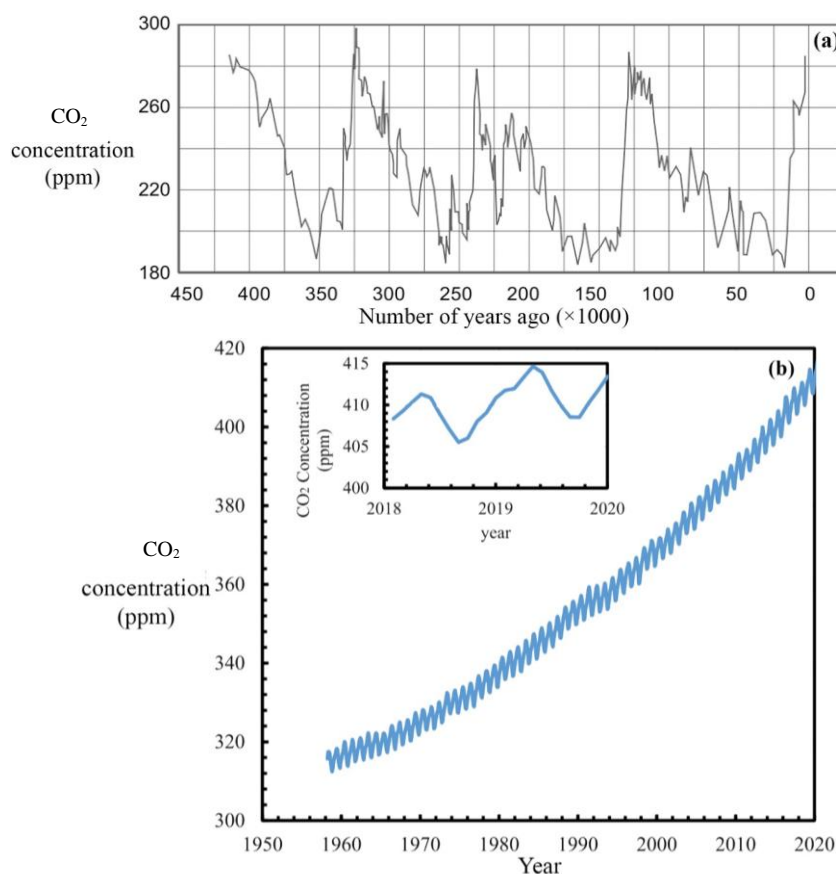 300
(a)
260
CO₂
concentration
(ppm)
220
180
450 400 350 300 250 200 150 100 50 0
Number of years ago (×1000)
420
(b)
415
410
405
400
CO₂ Concentration
(ppm)
2018 2019 2020
year
400
380
CO₂
concentration
(ppm)
360
340
320
300
1950 1960 1970 1980 1990 2000 2010 2020
Year